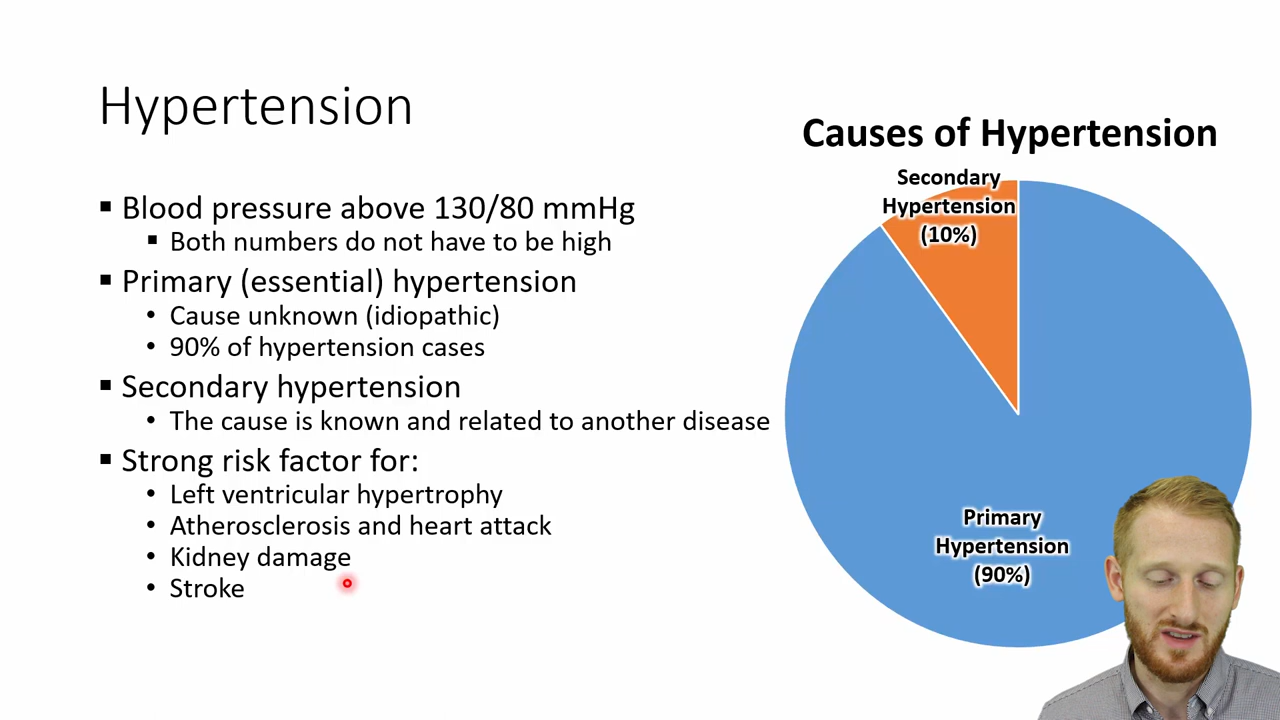 Hypertension
▪ Blood pressure above 130/80 mmHg
▪ Both numbers do not have to be high
▪ Primary (essential) hypertension
• Cause unknown (idiopathic)
• 90% of hypertension cases
▪ Secondary hypertension
• The cause is known and related to another disease
▪ Strong risk factor for:
• Left ventricular hypertrophy
• Atherosclerosis and heart attack
• Kidney damage
• Stroke
Causes of Hypertension
Secondary
Hypertension
(10%)
Primary
Hypertension
(90%)